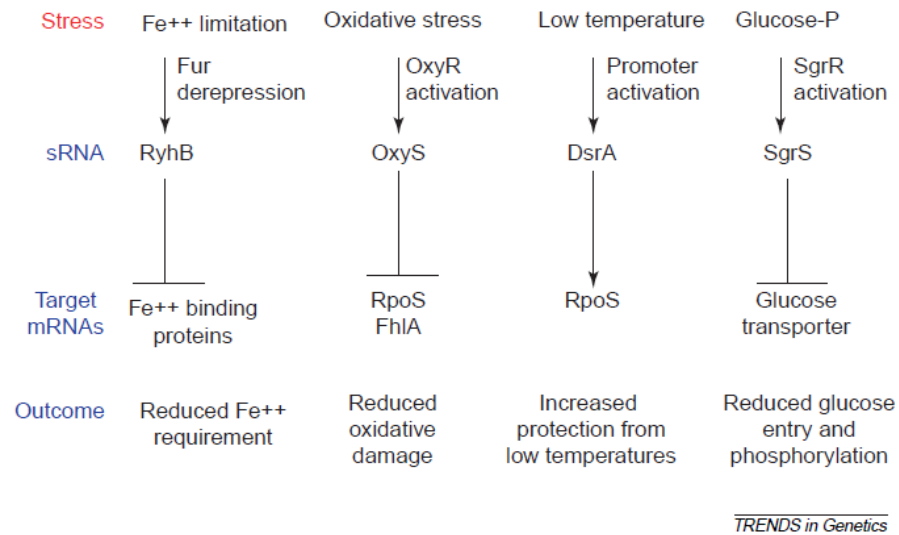 Stress Fe++ limitation Oxidative stress Low temperature Glucose-P
Fur derepression OxyR activation Promoter activation SgrR activation
sRNA RyhB OxyS DsrA SgrS
Target mRNAs Fe++ binding proteins RpoS FhlA RpoS Glucose transporter
Outcome Reduced Fe++ requirement Reduced oxidative damage Increased protection from low temperatures Reduced glucose entry and phosphorylation
TRENDS in Genetics